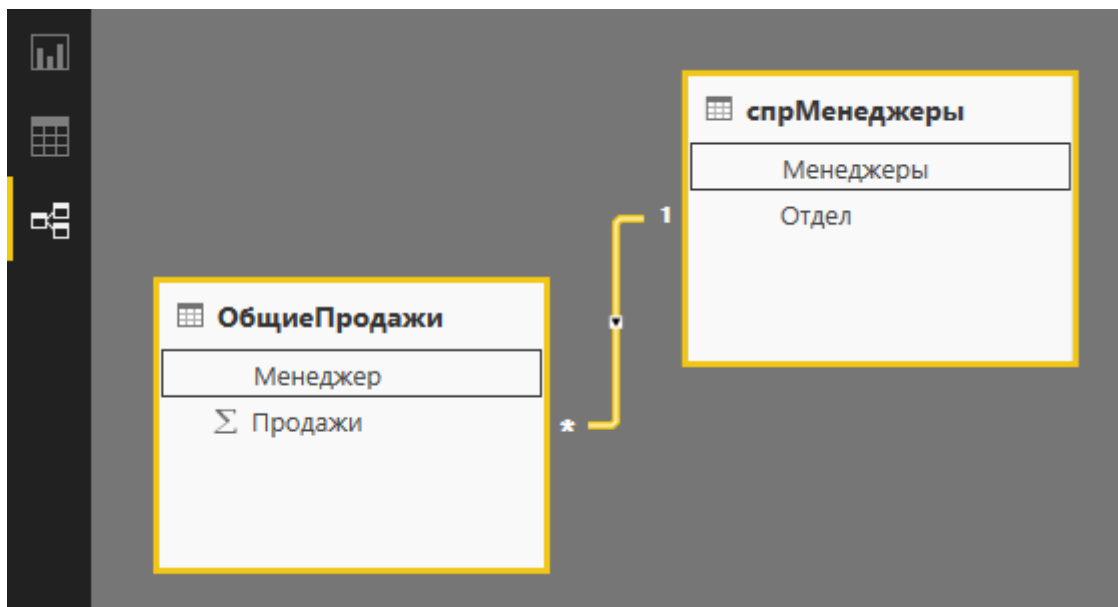 спрМенеджеры
Менеджеры
Отдел
1
ОбщиеПродажи
Менеджер
Σ Продажи
*